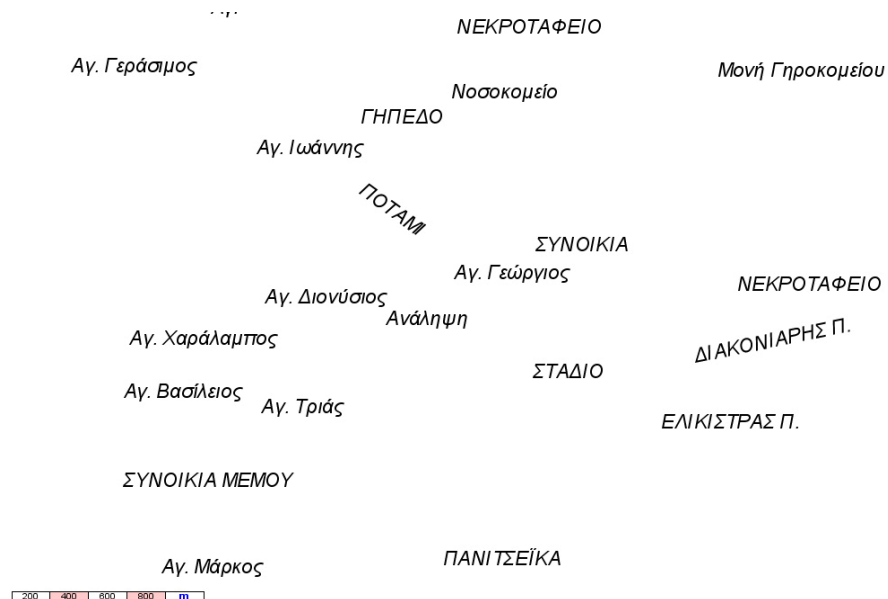 ΝΕΚΡΟΤΑΦΕΙΟ
Αγ. Γεράσιμος
Μονή Γηροκομείου
Νοσοκομείο
ΓΗΠΕΔΟ
Αγ. Ιωάννης
ΠΟΤΑΜΙ
ΣΥΝΟΙΚΙΑ
Αγ. Γεώργιος
ΝΕΚΡΟΤΑΦΕΙΟ
Αγ. Διονύσιος
Ανάληψη
Αγ. Χαράλαμπος
ΔΙΑΚΟΝΙΑΡΗΣ Π.
ΣΤΑΔΙΟ
Αγ. Βασίλειος
Αγ. Τριάς
ΕΛΙΚΙΣΤΡΑΣ Π.
ΣΥΝΟΙΚΙΑ ΜΕΜΟΥ
ΠΑΝΙΤΣΕΪΚΑ
Αγ. Μάρκος
200 400 600 800 m